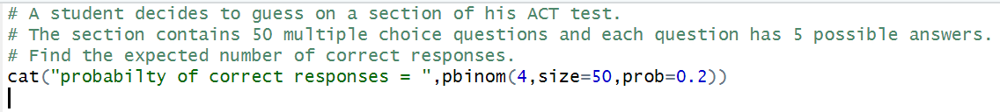 # A student decides to guess on a section of his ACT test.
# The section contains 50 multiple choice questions and each question has 5 possible answers.
# Find the expected number of correct responses.
cat("probabilty of correct responses = ",pbinom(4,size=50,prob=0.2))